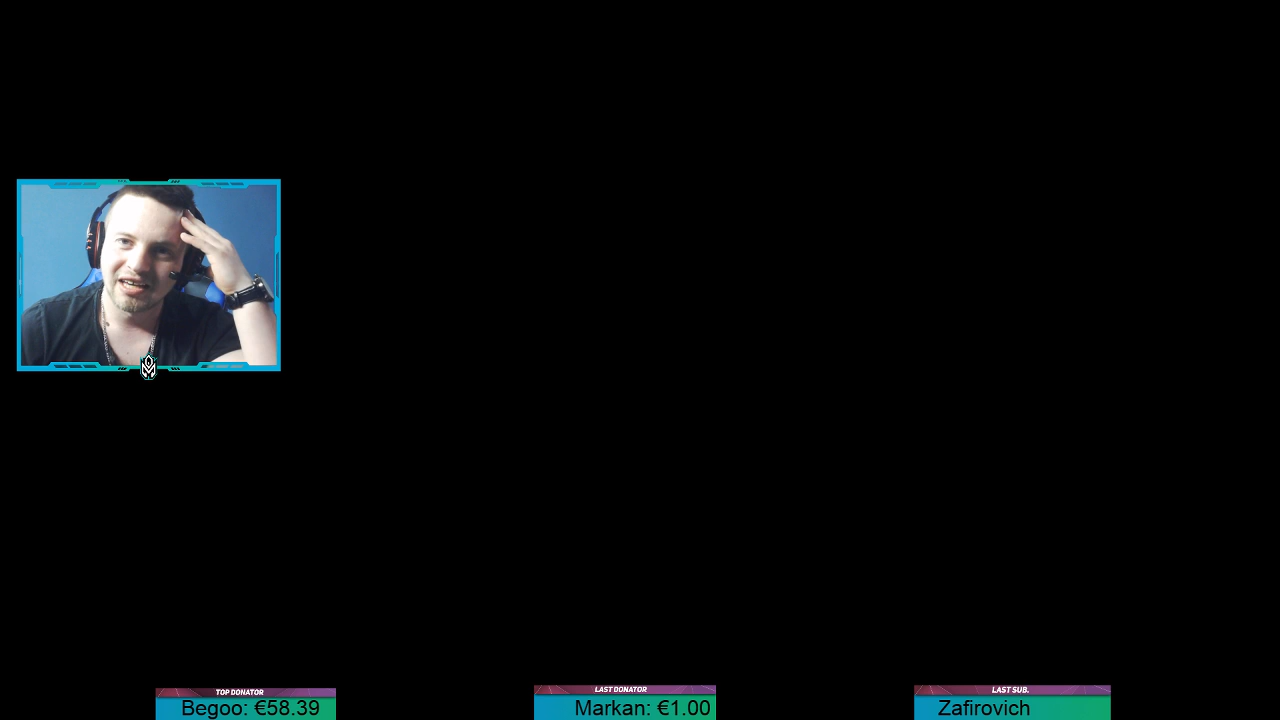 TOP DONATOR
Begoo: €58.39
LAST DONATOR
Markan: €1.00
LAST SUB.
Zafirovich